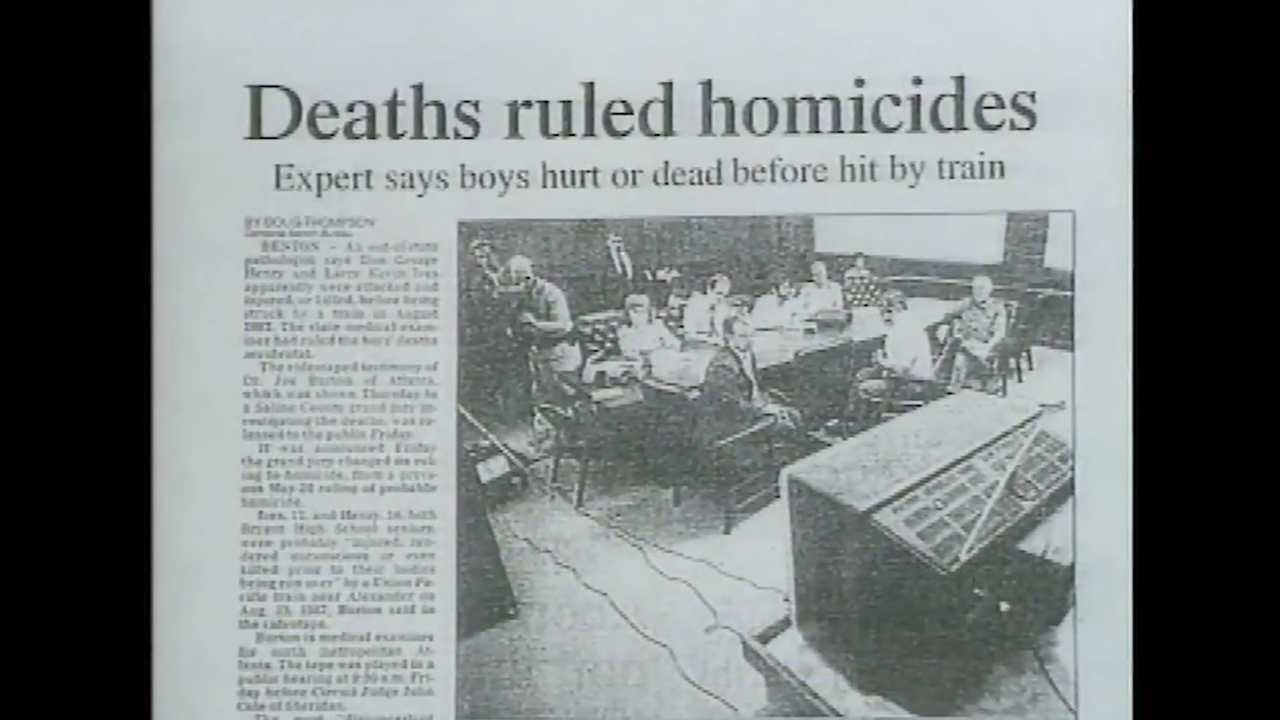 Deaths ruled homicides
Expert says boys hurt or dead before hit by train
BY DOUG THOMPSON
BENTON – An out-of-state
pathologist says Don George
Henry and Larry Kevin Ives
apparently were attacked and
injured, or killed, before being
struck by a train in August
1987. The state medical exam-
iner had ruled the boys' deaths
accidental.
The videotaped testimony of
Dr. Joe Burton of Atlanta,
which was shown Thursday to
a Saline County grand jury in-
vestigating the deaths, was re-
leased to the public Friday.
It was announced Friday
the grand jury changed its rul-
ing to homicide, from a previ-
ous May 26 ruling of probable
homicide.
Ives, 17, and Henry, 16, both
Bryant High School seniors,
were probably "injured, ren-
dered unconscious or even
killed prior to their bodies
being run over" by a Union Pa-
cific train near Alexander on
Aug. 23, 1987, Burton said in
the videotape.
Burton is medical examiner
for north metropolitan At-
lanta. The tape was played in a
public hearing at 9:30 a.m. Fri-
day before Circuit Judge John
Cole of Sheridan.
The most